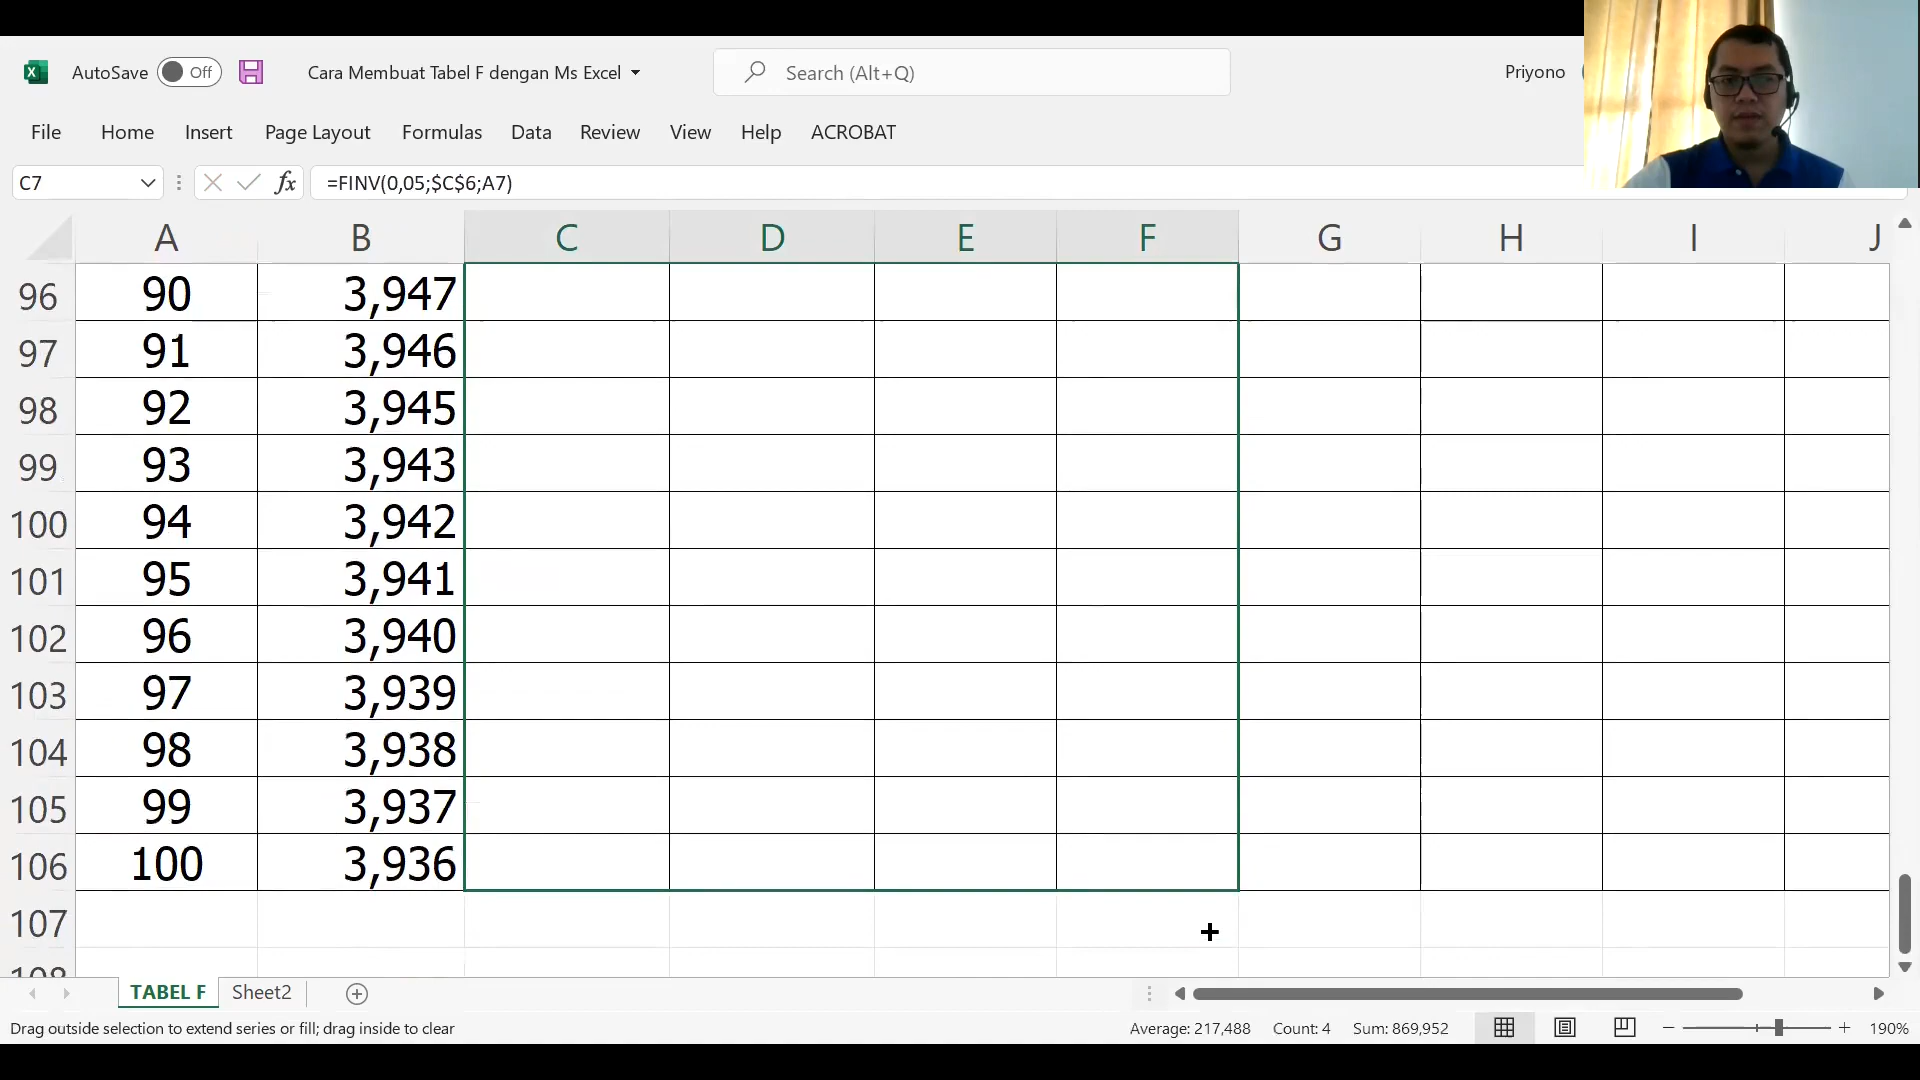 AutoSave Off Cara Membuat Tabel F dengan Ms Excel Search (Alt+Q) Priyono
File Home Insert Page Layout Formulas Data Review View Help ACROBAT
C7 fx =FINV(0,05;$C$6;A7)
A B C D E F G H I J
96 90 3,947
97 91 3,946
98 92 3,945
99 93 3,943
100 94 3,942
101 95 3,941
102 96 3,940
103 97 3,939
104 98 3,938
105 99 3,937
106 100 3,936
107
108
TABEL F Sheet2
Drag outside selection to extend series or fill; drag inside to clear Average: 217,488 Count: 4 Sum: 869,952 190%